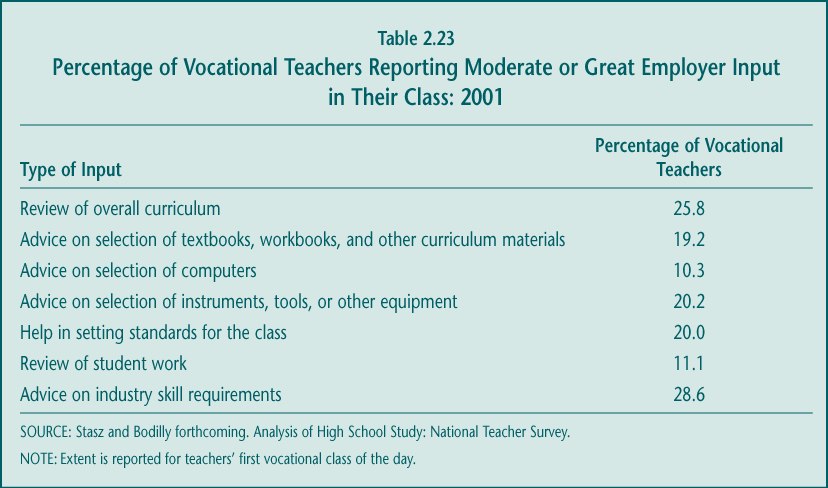 Table 2.23
Percentage of Vocational Teachers Reporting Moderate or Great Employer Input
in Their Class: 2001
Percentage of Vocational
Type of Input Teachers
Review of overall curriculum 25.8
Advice on selection of textbooks, workbooks, and other curriculum materials 19.2
Advice on selection of computers 10.3
Advice on selection of instruments, tools, or other equipment 20.2
Help in setting standards for the class 20.0
Review of student work 11.1
Advice on industry skill requirements 28.6
SOURCE: Stasz and Bodilly forthcoming. Analysis of High School Study: National Teacher Survey.
NOTE: Extent is reported for teachers’ first vocational class of the day.